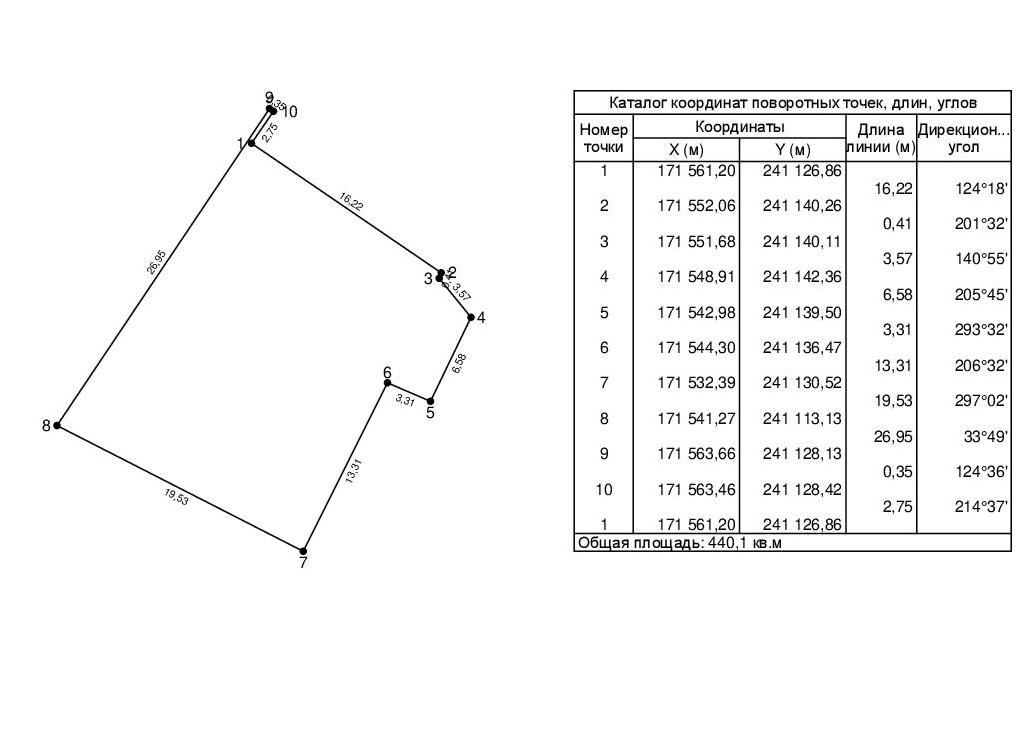 9
0,35
10
2,75
1
16,22
26,95
2
3
3,57
4
6,58
6
3,31
5
8
13,31
19,53
7
Каталог координат поворотных точек, длин, углов
Номер точки Координаты Длина линии (м) Дирекцион... угол
X (м) Y (м)
1 171 561,20 241 126,86
16,22 124°18'
2 171 552,06 241 140,26
0,41 201°32'
3 171 551,68 241 140,11
3,57 140°55'
4 171 548,91 241 142,36
6,58 205°45'
5 171 542,98 241 139,50
3,31 293°32'
6 171 544,30 241 136,47
13,31 206°32'
7 171 532,39 241 130,52
19,53 297°02'
8 171 541,27 241 113,13
26,95 33°49'
9 171 563,66 241 128,13
0,35 124°36'
10 171 563,46 241 128,42
2,75 214°37'
1 171 561,20 241 126,86
Общая площадь: 440,1 кв.м